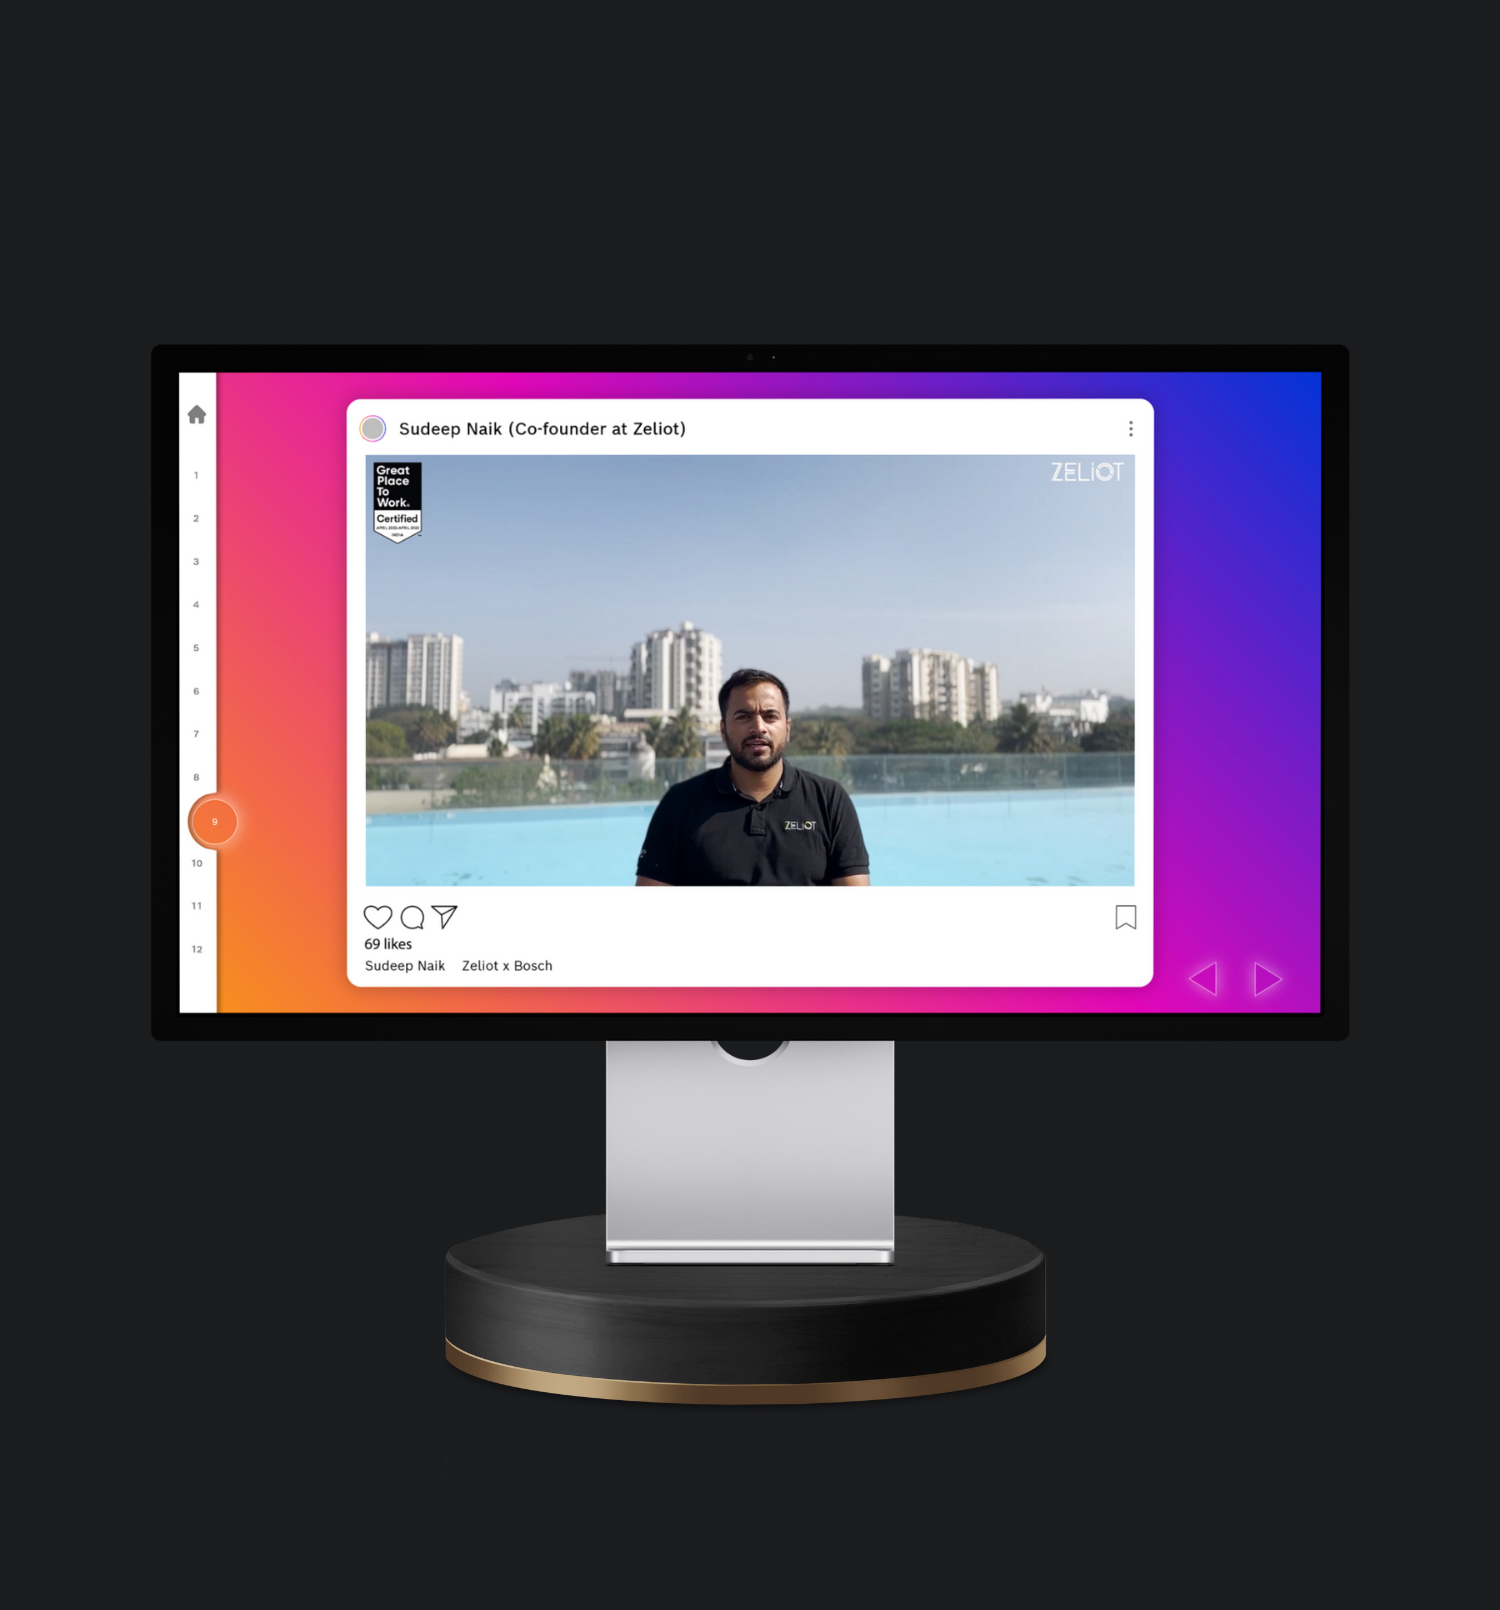 Sudeep Naik (Co-founder at Zeliot)
Great
Place
To
Work.
Certified
INDIA
ZELiOT
1
2
3
4
5
6
7
8
9
10
11
12
ZELiOT
69 likes
Sudeep Naik Zeliot x Bosch